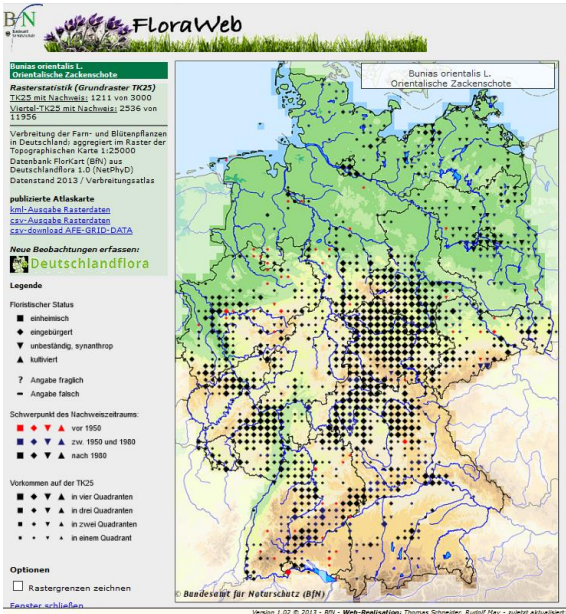 BfN
Bundesamt
für Naturschutz
FloraWeb
Bunias orientalis L.
Orientalische Zackenschote
Rasterstatistik (Grundraster TK25)
TK25 mit Nachweis: 1211 von 3000
Viertel-TK25 mit Nachweis: 2536 von
11956
Verbreitung der Farn- und Blütenpflanzen
in Deutschland; aggregiert im Raster der
Topographischen Karte 1:25000
Datenbank FlorKart (BfN) aus
Deutschlandflora 1.0 (NetPhyD)
Datenstand 2013 / Verbreitungsatlas
publizierte Atlaskarte
kml-Ausgabe Rasterdaten
csv-Ausgabe Rasterdaten
csv-download AFE-GRID-DATA
Neue Beobachtungen erfassen:
Deutschlandflora
Legende
Floristischer Status
einheimisch
eingebürgert
unbeständig, synanthrop
kultiviert
? Angabe fraglich
Angabe falsch
Schwerpunkt des Nachweiszeitraums:
vor 1950
zw. 1950 und 1980
nach 1980
Vorkommen auf der TK25
in vier Quadranten
in drei Quadranten
in zwei Quadranten
in einem Quadrant
Optionen
Rastergrenzen zeichnen
Fenster schließen
Bunias orientalis L.
Orientalische Zackenschote
© Bundesamt für Naturschutz (BfN)
Version 1.02 © 2013 - BfN - Web-Realisation: Thomas Schneider, Rudolf May - zuletzt aktualisiert